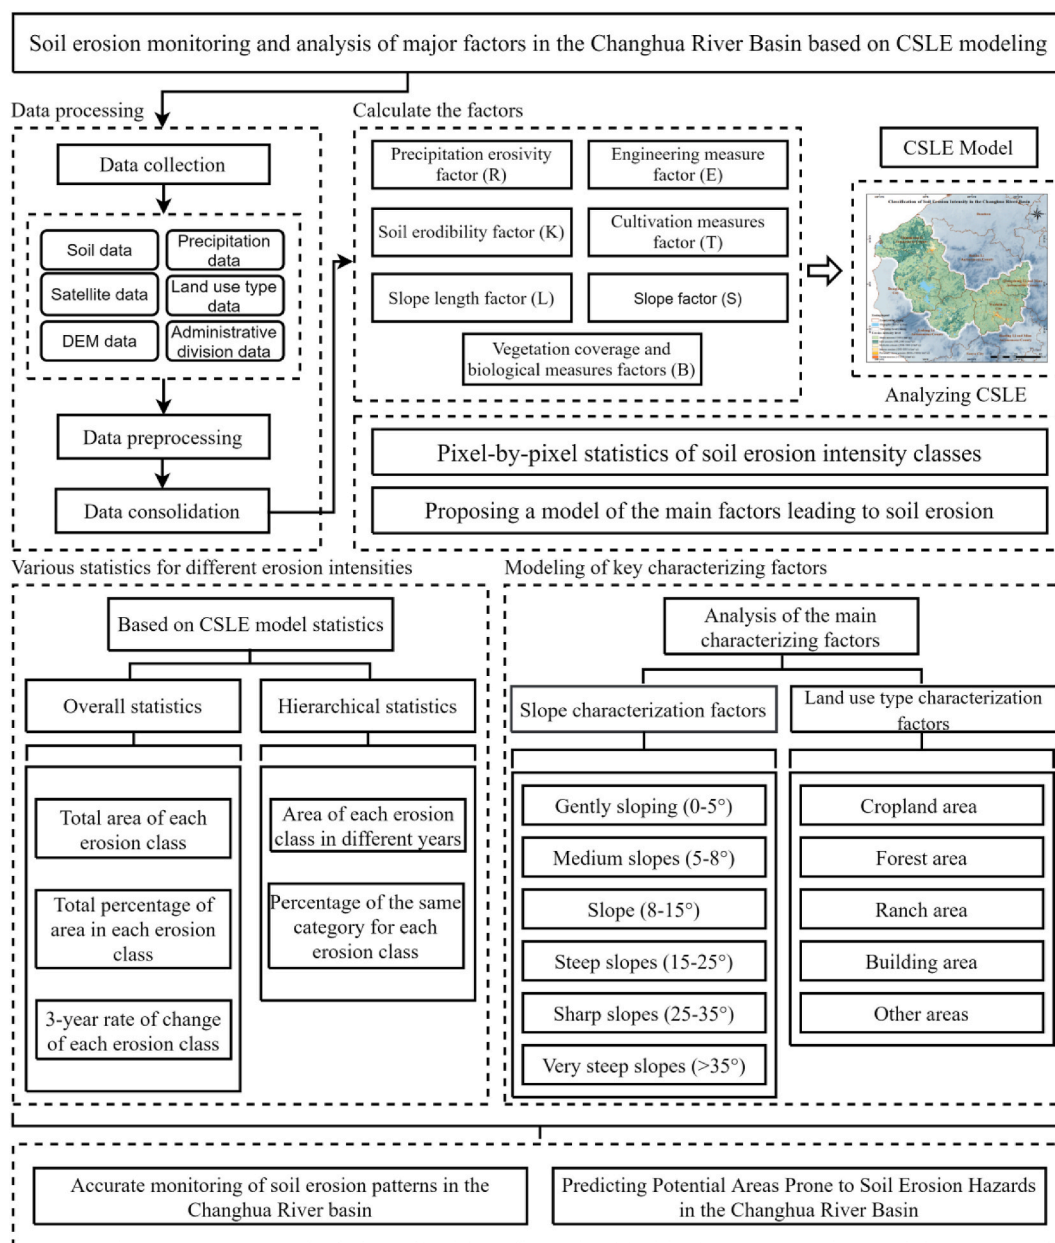 Soil erosion monitoring and analysis of major factors in the Changhua River Basin based on CSLE modeling
Data processing
Data collection
Soil data
Precipitation
data
Satellite data
Land use type
data
DEM data
Administrative
division data
Data preprocessing
Data consolidation
Calculate the factors
Precipitation erosivity
factor (R)
Engineering measure
factor (E)
Soil erodibility factor (K)
Cultivation measures
factor (T)
Slope length factor (L)
Slope factor (S)
Vegetation coverage and
biological measures factors (B)
CSLE Model
Classification of Soil Erosion Intensity in the Changhua River Basin
Analyzing CSLE
Pixel-by-pixel statistics of soil erosion intensity classes
Proposing a model of the main factors leading to soil erosion
Various statistics for different erosion intensities
Based on CSLE model statistics
Overall statistics
Hierarchical statistics
Total area of each
erosion class
Total percentage of
area in each erosion
class
3-year rate of change
of each erosion class
Area of each erosion
class in different years
Percentage of the same
category for each
erosion class
Modeling of key characterizing factors
Analysis of the main
characterizing factors
Slope characterization factors
Land use type characterization
factors
Gently sloping (0-5°)
Medium slopes (5-8°)
Slope (8-15°)
Steep slopes (15-25°)
Sharp slopes (25-35°)
Very steep slopes (>35°)
Cropland area
Forest area
Ranch area
Building area
Other areas
Accurate monitoring of soil erosion patterns in the
Changhua River basin
Predicting Potential Areas Prone to Soil Erosion Hazards
in the Changhua River Basin